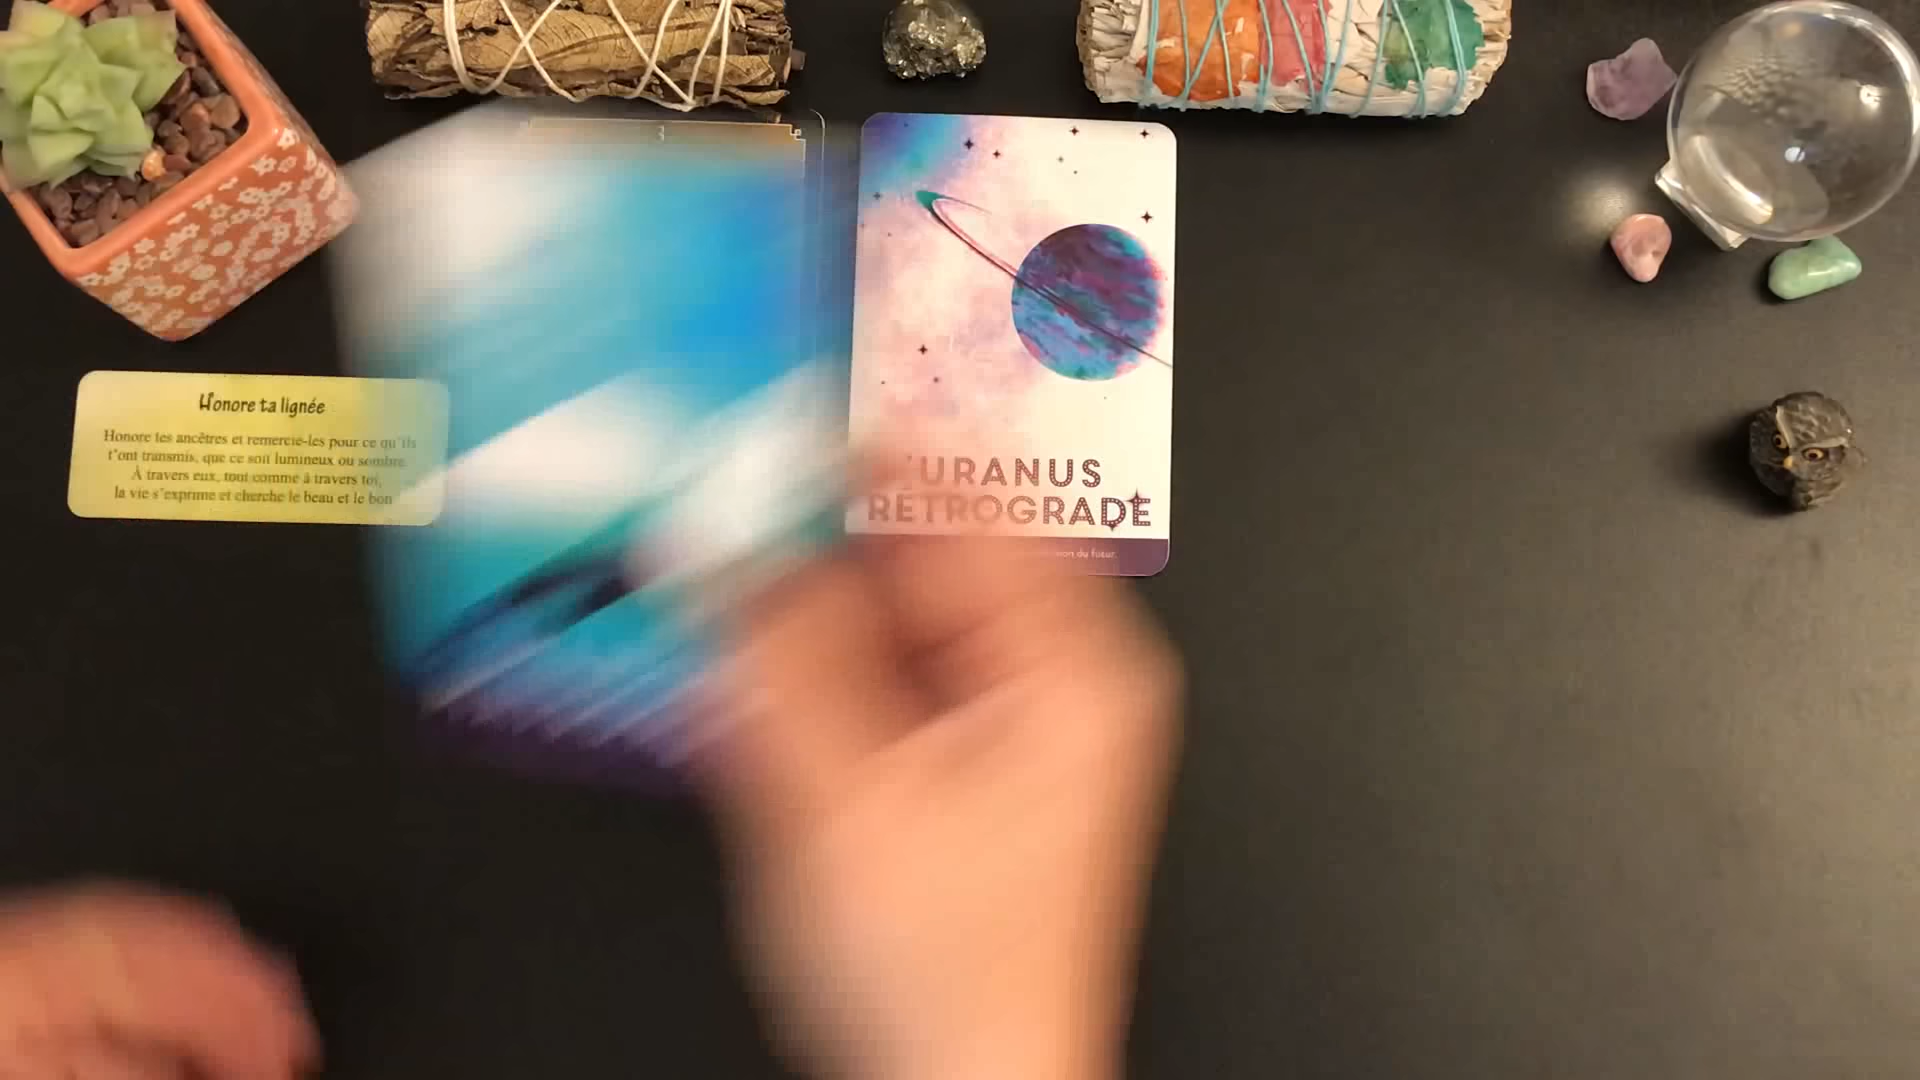 Honore ta lignée
Honore tes ancêtres et remercie-les pour ce qu'ils
t'ont transmis, que ce soit lumineux ou sombre.
À travers eux, tout comme à travers toi,
la vie s'exprime et cherche le beau et le bon
URANUS
RÉTROGRADE
du futur.